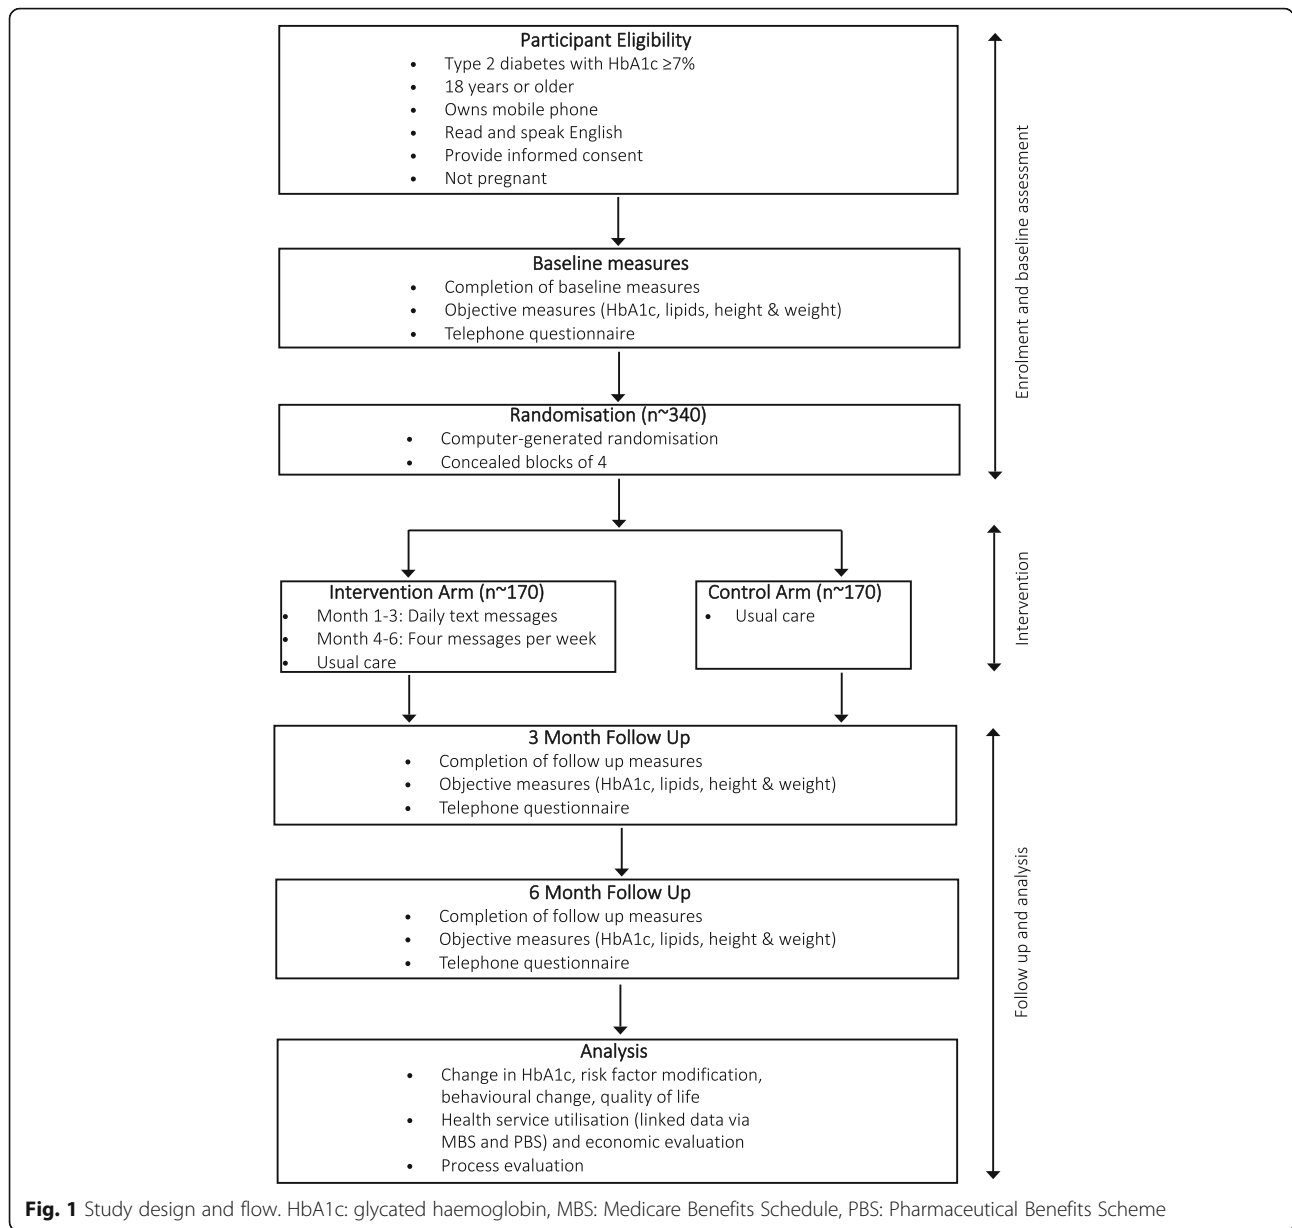 Participant Eligibility
• Type 2 diabetes with HbA1c ≥7%
• 18 years or older
• Owns mobile phone
• Read and speak English
• Provide informed consent
• Not pregnant
Baseline measures
• Completion of baseline measures
• Objective measures (HbA1c, lipids, height & weight)
• Telephone questionnaire
Randomisation (n~340)
• Computer-generated randomisation
• Concealed blocks of 4
Enrolment and baseline assessment
Intervention Arm (n~170)
• Month 1-3: Daily text messages
• Month 4-6: Four messages per week
• Usual care
Control Arm (n~170)
• Usual care
Intervention
3 Month Follow Up
• Completion of follow up measures
• Objective measures (HbA1c, lipids, height & weight)
• Telephone questionnaire
6 Month Follow Up
• Completion of follow up measures
• Objective measures (HbA1c, lipids, height & weight)
• Telephone questionnaire
Analysis
• Change in HbA1c, risk factor modification,
behavioural change, quality of life
• Health service utilisation (linked data via
MBS and PBS) and economic evaluation
• Process evaluation
Follow up and analysis
Fig. 1 Study design and flow. HbA1c: glycated haemoglobin, MBS: Medicare Benefits Schedule, PBS: Pharmaceutical Benefits Scheme